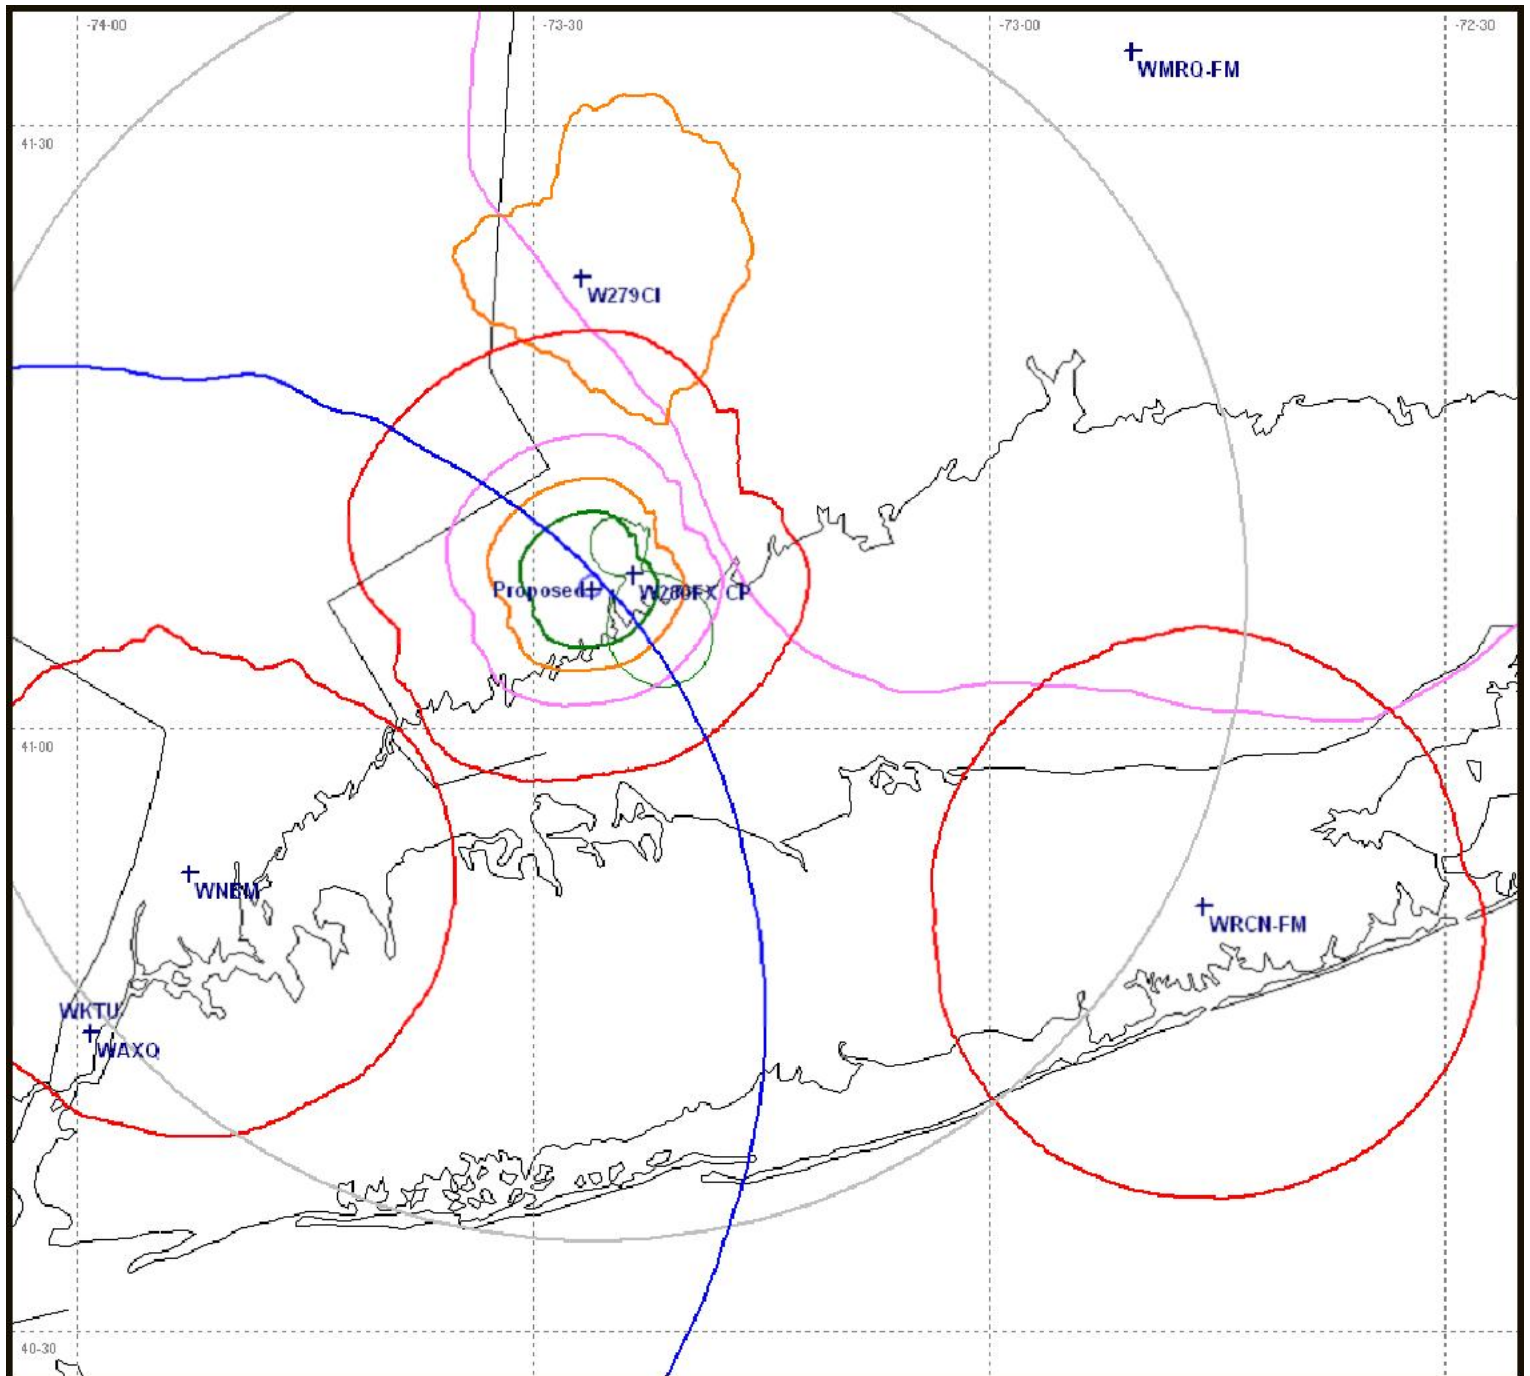 -74-00 -73-30 -73-00 -72-30
WMRQ-FM
41-30
W279CI
Proposed W280FX CP
41-00
WNBM
WRCN-FM
WKTU
WAXQ
40-30